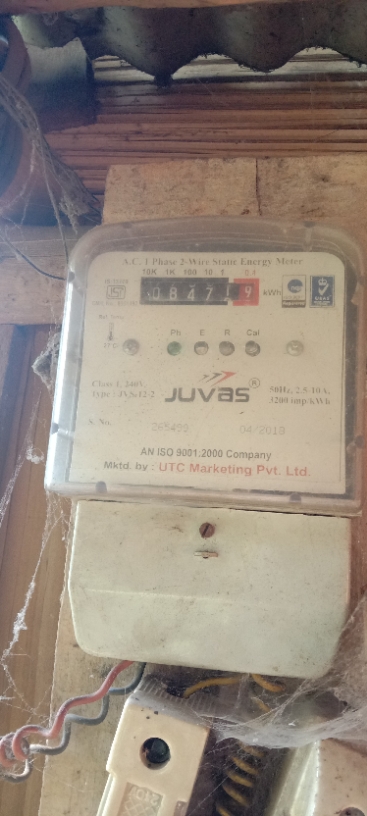 A.C. 1 Phase 2-Wire Static Energy Meter
10K 1K 100 10 1 0.1
0847 9 kWh
Ph E R Cal
JUVAS®
Class 1, 240V,
50Hz, 2.5-10A,
3200 imp/kWh
S. No. 04/2013
AN ISO 9001:2000 Company
Mktd. by : UTC Marketing Pvt. Ltd.